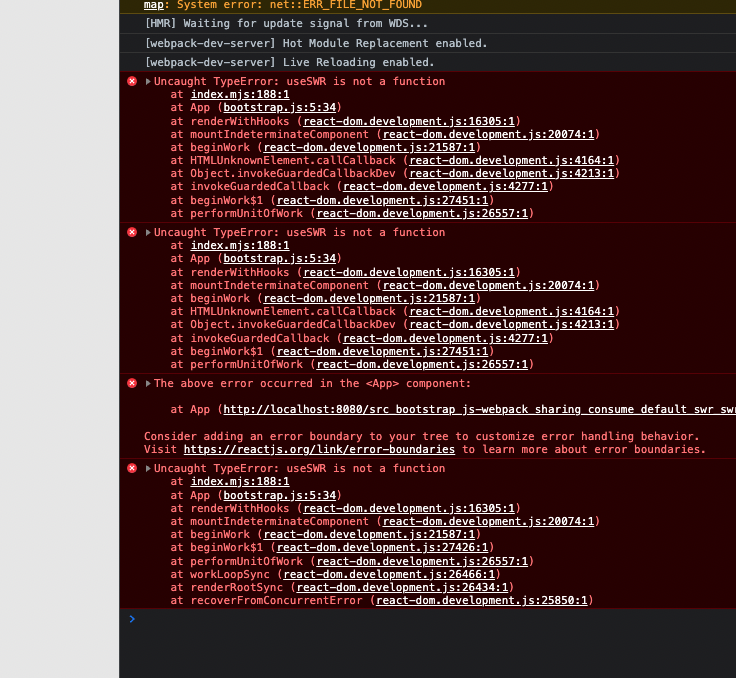 map: System error: net::ERR_FILE_NOT_FOUND
[HMR] Waiting for update signal from WDS...
[webpack-dev-server] Hot Module Replacement enabled.
[webpack-dev-server] Live Reloading enabled.
Uncaught TypeError: useSWR is not a function
at index.mjs:188:1
at App (bootstrap.js:5:34)
at renderWithHooks (react-dom.development.js:16305:1)
at mountIndeterminateComponent (react-dom.development.js:20074:1)
at beginWork (react-dom.development.js:21587:1)
at HTMLUnknownElement.callCallback (react-dom.development.js:4164:1)
at Object.invokeGuardedCallbackDev (react-dom.development.js:4213:1)
at invokeGuardedCallback (react-dom.development.js:4277:1)
at beginWork$1 (react-dom.development.js:27451:1)
at performUnitOfWork (react-dom.development.js:26557:1)
Uncaught TypeError: useSWR is not a function
at index.mjs:188:1
at App (bootstrap.js:5:34)
at renderWithHooks (react-dom.development.js:16305:1)
at mountIndeterminateComponent (react-dom.development.js:20074:1)
at beginWork (react-dom.development.js:21587:1)
at HTMLUnknownElement.callCallback (react-dom.development.js:4164:1)
at Object.invokeGuardedCallbackDev (react-dom.development.js:4213:1)
at invokeGuardedCallback (react-dom.development.js:4277:1)
at beginWork$1 (react-dom.development.js:27451:1)
at performUnitOfWork (react-dom.development.js:26557:1)
The above error occurred in the <App> component:
at App (http://localhost:8080/src_bootstrap_js-webpack_sharing_consume_default_swr_swr
Consider adding an error boundary to your tree to customize error handling behavior.
Visit https://reactjs.org/link/error-boundaries to learn more about error boundaries.
Uncaught TypeError: useSWR is not a function
at index.mjs:188:1
at App (bootstrap.js:5:34)
at renderWithHooks (react-dom.development.js:16305:1)
at mountIndeterminateComponent (react-dom.development.js:20074:1)
at beginWork (react-dom.development.js:21587:1)
at beginWork$1 (react-dom.development.js:27426:1)
at performUnitOfWork (react-dom.development.js:26557:1)
at workLoopSync (react-dom.development.js:26466:1)
at renderRootSync (react-dom.development.js:26434:1)
at recoverFromConcurrentError (react-dom.development.js:25850:1)